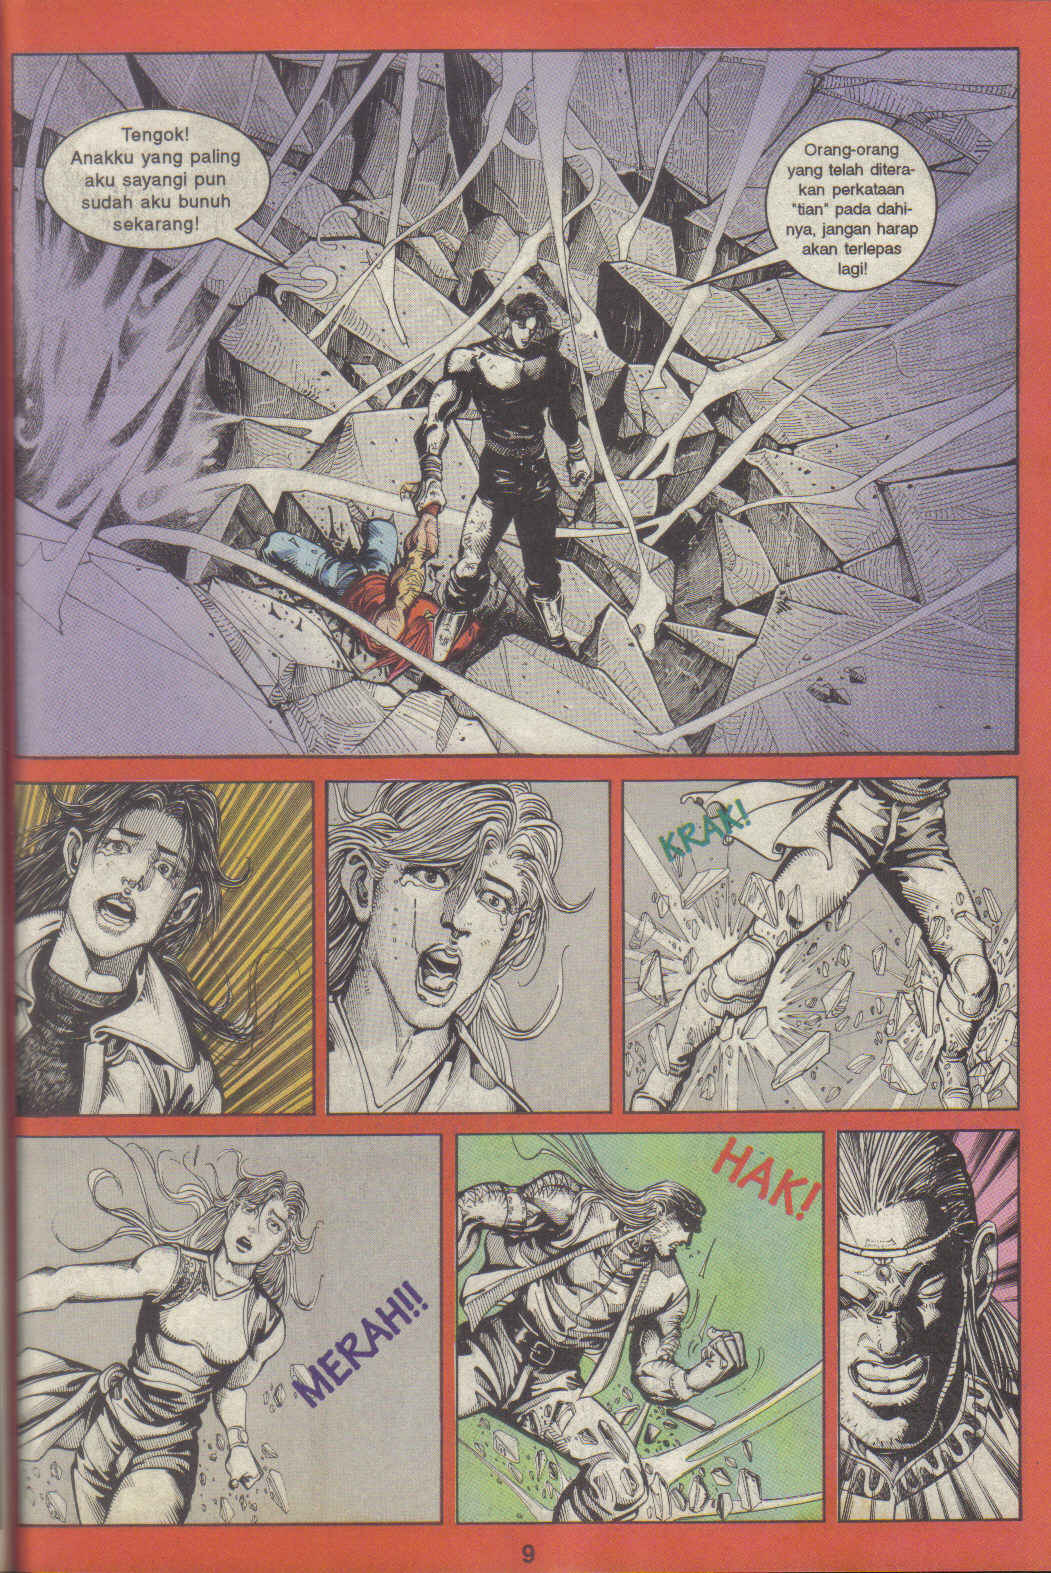 Tengok!
Anakku yang paling
aku sayangi pun
sudah aku bunuh
sekarang!
Orang-orang
yang telah ditera-
kan perkataan
"tian" pada dahi-
nya, jangan harap
akan terlepas
lagi!
KRAK!
MERAH!!
HAK!
9